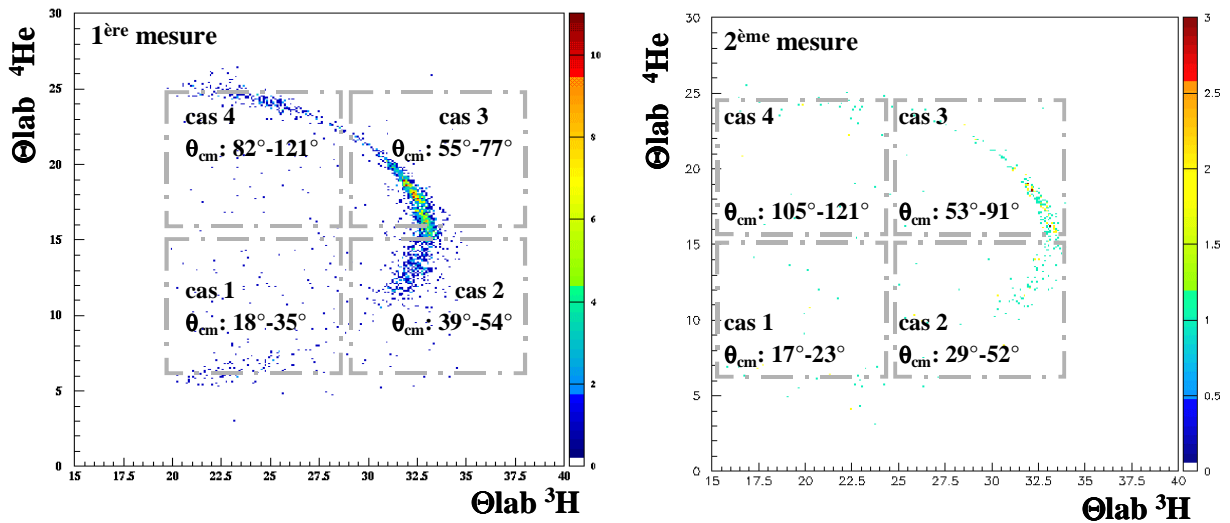 1ère mesure
Θlab ⁴He
30
25
20
15
10
5
0
cas 4
θcm: 82°-121°
cas 3
θcm: 55°-77°
cas 1
θcm: 18°-35°
cas 2
θcm: 39°-54°
15 17.5 20 22.5 25 27.5 30 32.5 35 37.5 40
Θlab ³H
10
8
6
4
2
0
2ème mesure
Θlab ⁴He
30
25
20
15
10
5
0
cas 4
θcm: 105°-121°
cas 3
θcm: 53°-91°
cas 1
θcm: 17°-23°
cas 2
θcm: 29°-52°
15 17.5 20 22.5 25 27.5 30 32.5 35 37.5 40
Θlab ³H
3
2.5
2
1.5
1
0.5
0